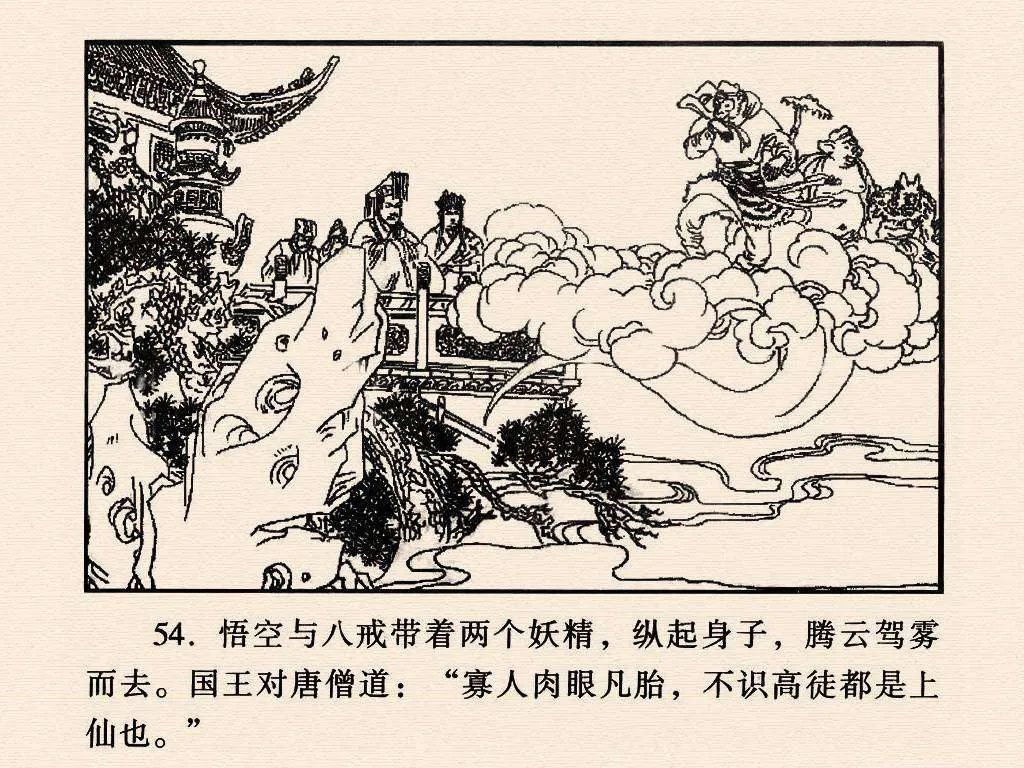 54. 悟空与八戒带着两个妖精，纵起身子，腾云驾雾
而去。国王对唐僧道：“寡人肉眼凡胎，不识高徒都是上
仙也。”